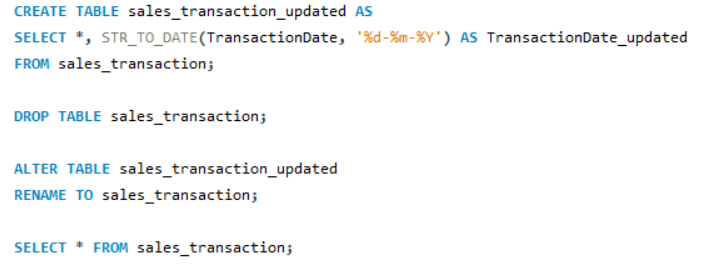 CREATE TABLE sales_transaction_updated AS
SELECT *, STR_TO_DATE(TransactionDate, '%d-%m-%Y') AS TransactionDate_updated
FROM sales_transaction;
DROP TABLE sales_transaction;
ALTER TABLE sales_transaction_updated
RENAME TO sales_transaction;
SELECT * FROM sales_transaction;